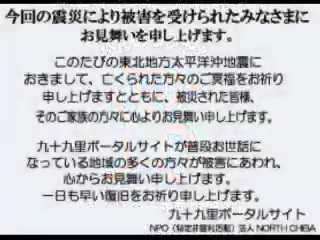 今回の震災により被害を受けられたみなさまに
お見舞いを申し上げます。
このたびの東北地方太平洋沖地震に
おきまして、亡くられた方々のご冥福をお祈り
申し上げますとともに、被災された皆様、
そのご家族の方々に心よりお見舞い申し上げます。
九十九里ポータルサイトが普段お世話に
なっている地域の多くの方々が被害にあわれ、
心からお見舞い申し上げます。
一日も早い復旧をお祈り申し上げます。
九十九里ポータルサイト
NPO（特定非営利活動）法人 NORTH CHIBA